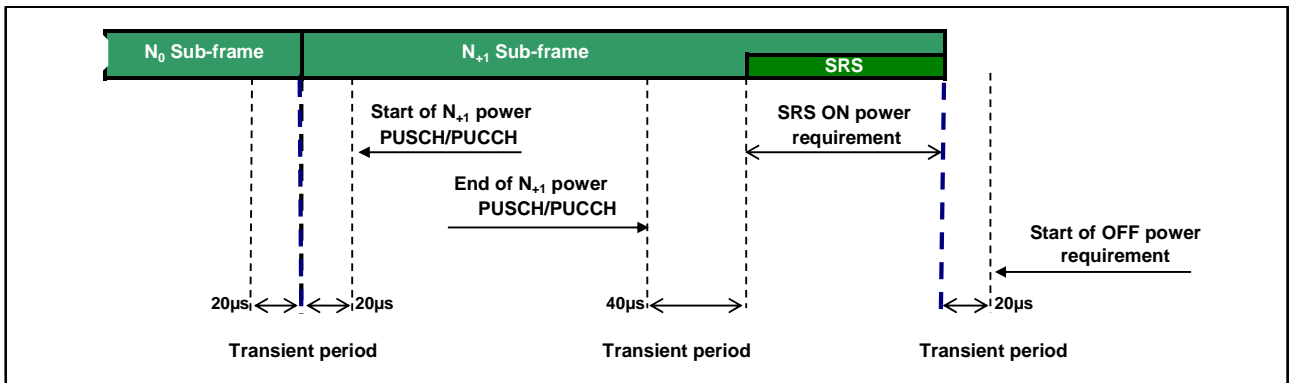 N₀ Sub-frame
N₊₁ Sub-frame
SRS
Start of N₊₁ power
PUSCH/PUCCH
SRS ON power
requirement
End of N₊₁ power
PUSCH/PUCCH
Start of OFF power
requirement
20µs
20µs
40µs
20µs
Transient period
Transient period
Transient period